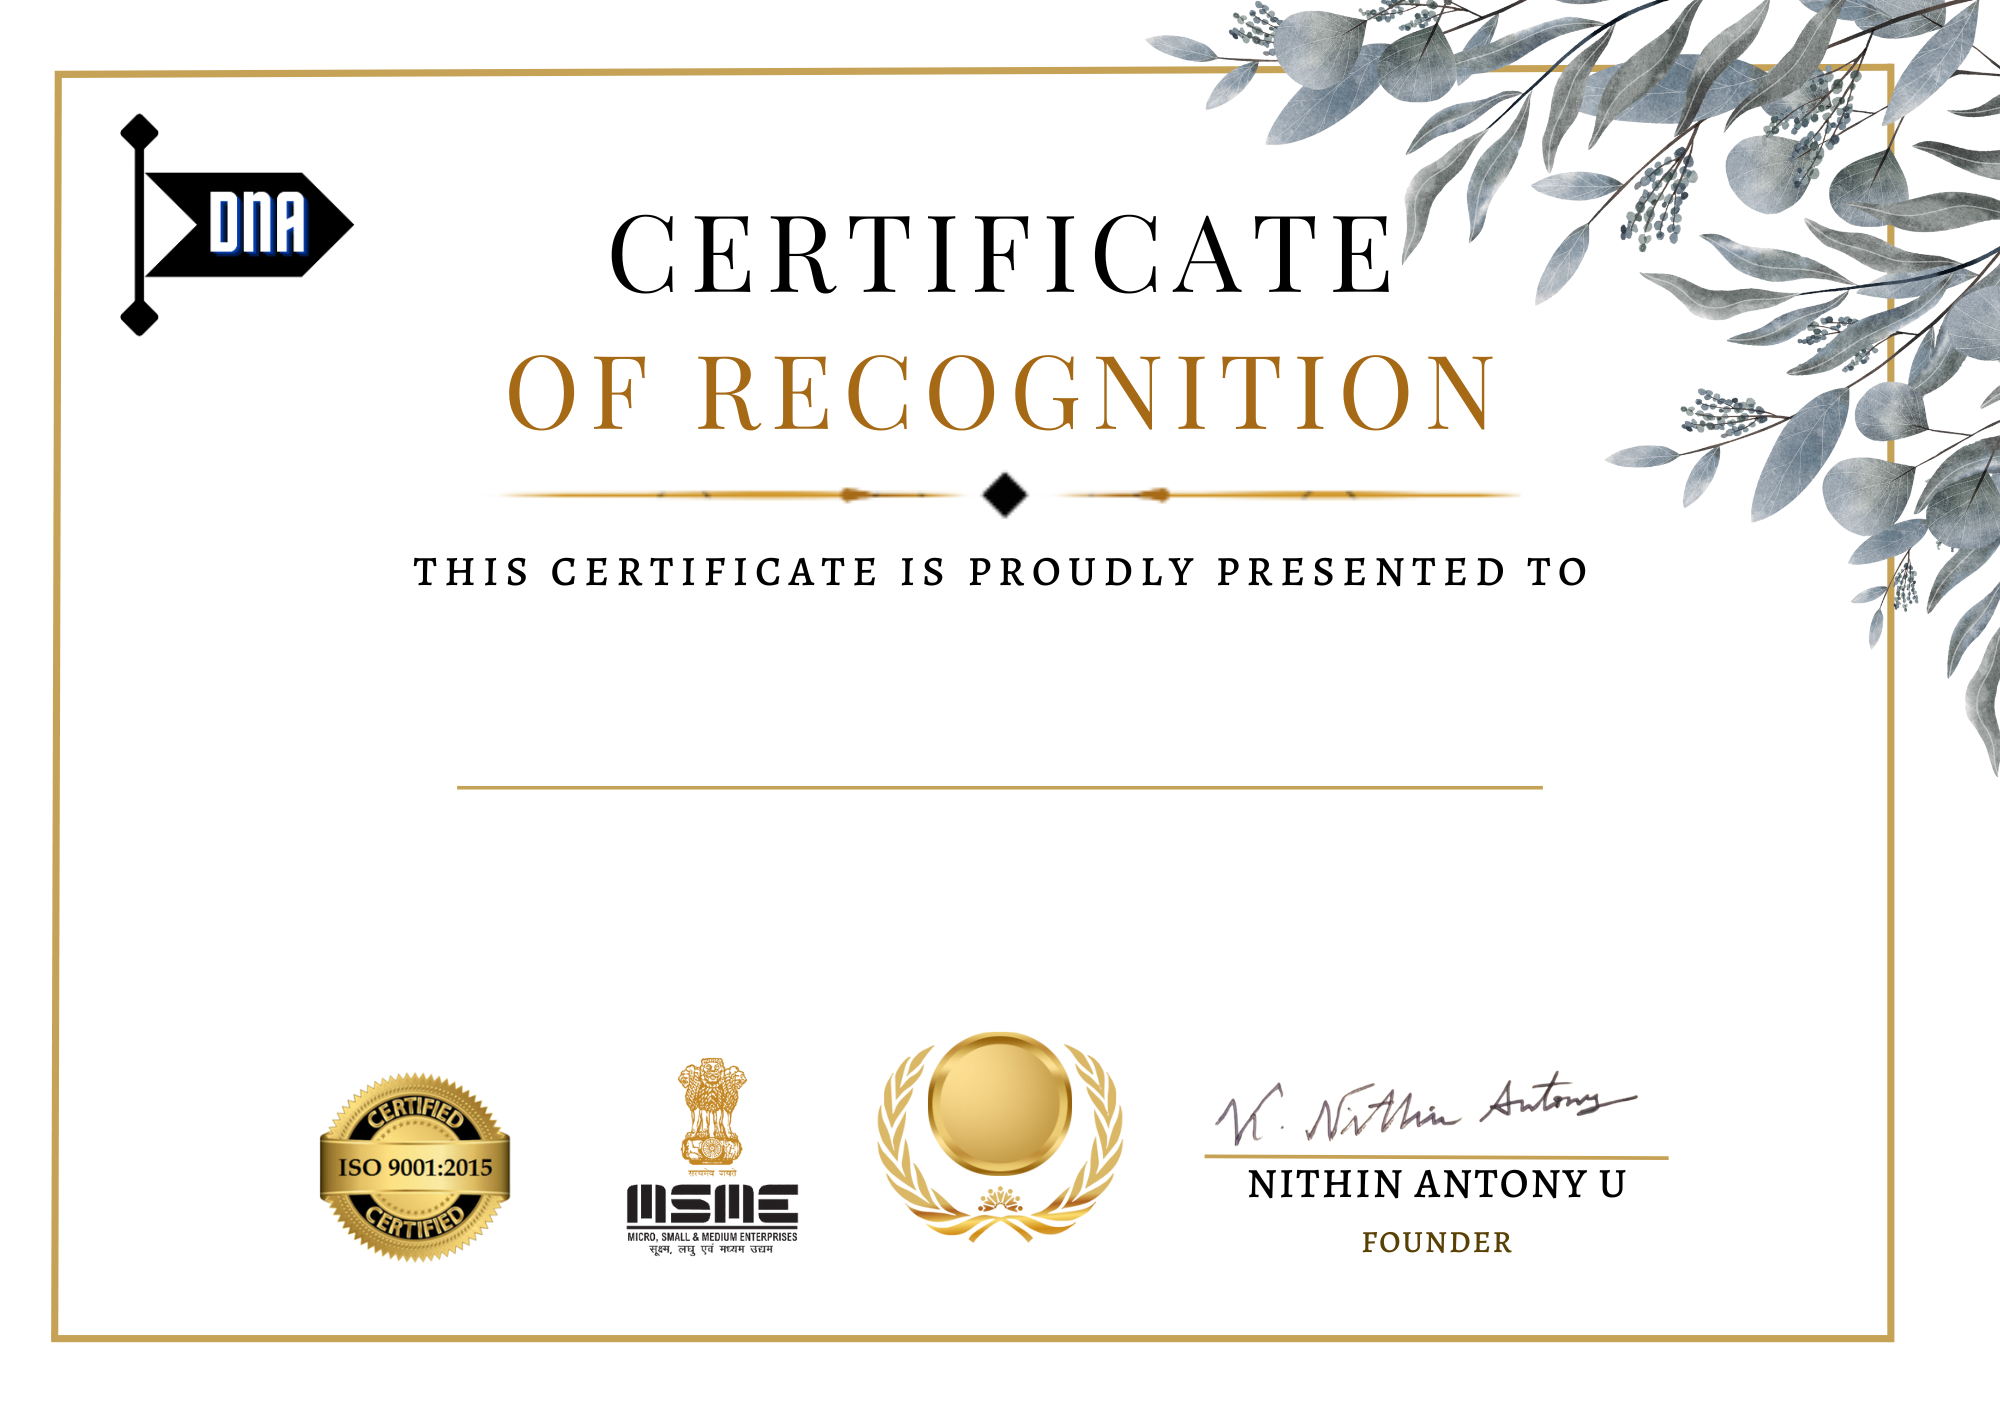 DNA
CERTIFICATE
OF RECOGNITION
THIS CERTIFICATE IS PROUDLY PRESENTED TO
CERTIFIED
ISO 9001:2015
CERTIFIED
सत्यमेव जयते
MSME
MICRO, SMALL & MEDIUM ENTERPRISES
सूक्ष्म, लघु एवं मध्यम उद्यम
Nithin Antony
NITHIN ANTONY U
FOUNDER